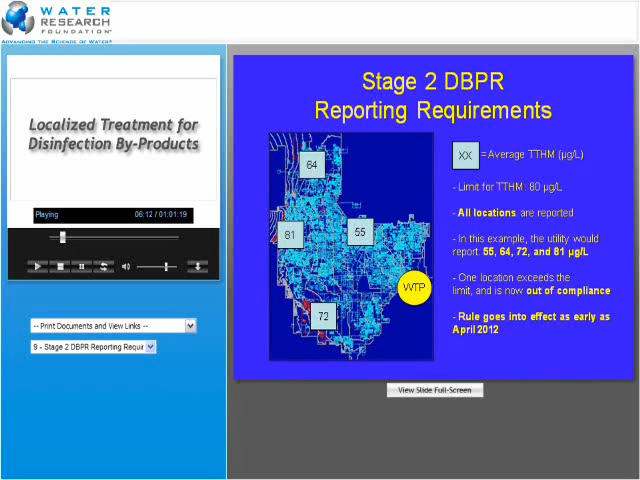 WATER
RESEARCH
FOUNDATION
ADVANCING THE SCIENCE OF WATER®
Localized Treatment for
Disinfection By-Products
Playing 06:12 / 01:01:19
-- Print Documents and View Links --
9 - Stage 2 DBPR Reporting Requir
Stage 2 DBPR
Reporting Requirements
64
81
55
WTP
72
XX = Average TTHM (µg/L)
- Limit for TTHM: 80 µg/L
- All locations are reported
- In this example, the utility would
report 55, 64, 72, and 81 µg/L
- One location exceeds the
limit, and is now out of compliance
- Rule goes into effect as early as
April 2012
View Slide Full-Screen